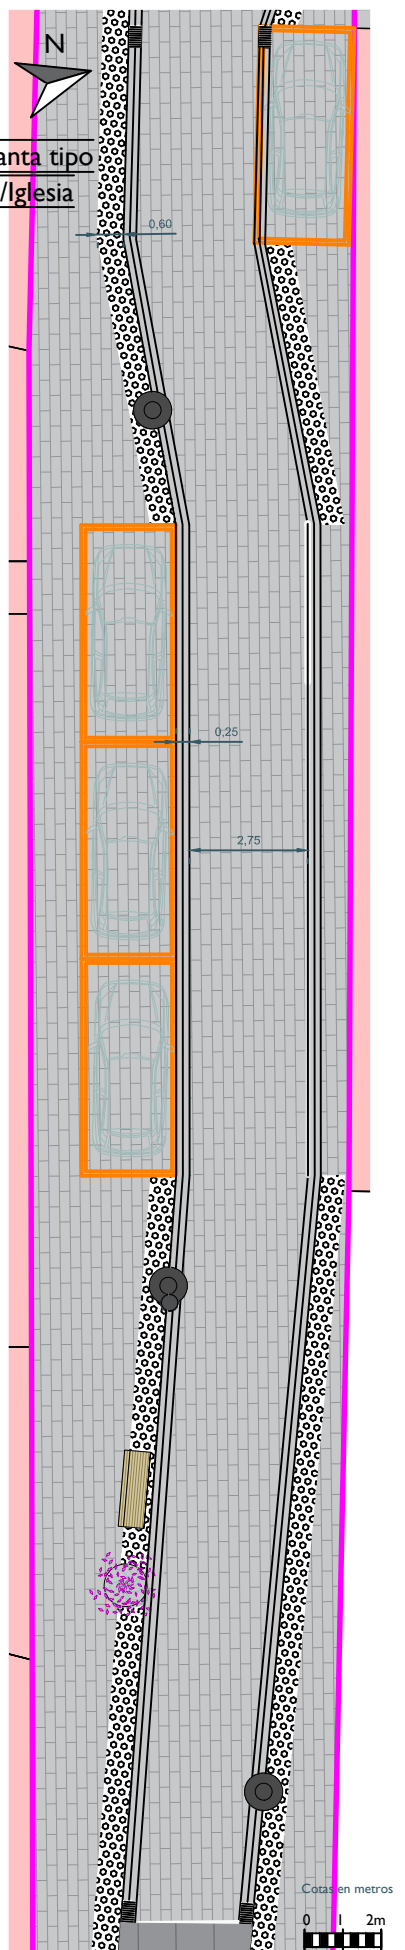 N
anta tipo
/Iglesia
0,60
0,25
2,75
Cotas en metros
0 1 2m